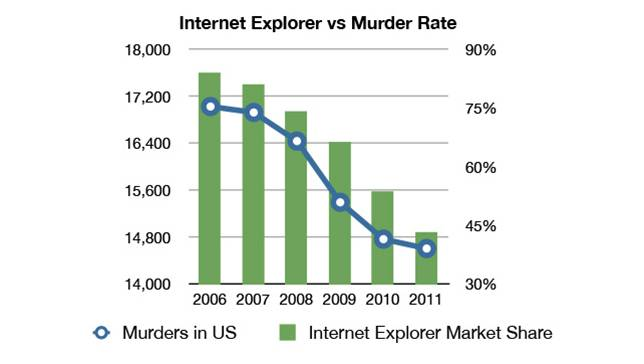 Internet Explorer vs Murder Rate
18,000 90%
17,200 75%
16,400 60%
15,600 45%
14,800
14,000 30%
2006 2007 2008 2009 2010 2011
Murders in US Internet Explorer Market Share